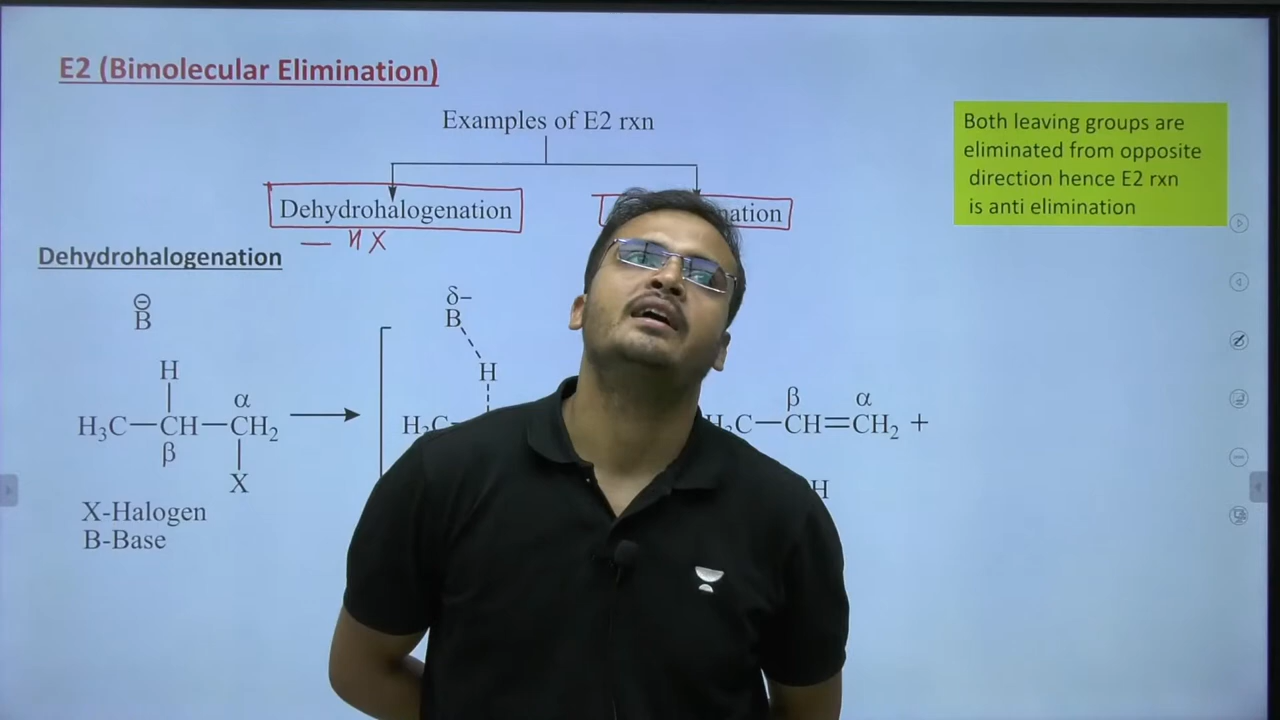 E2 (Bimolecular Elimination)
Examples of E2 rxn
Both leaving groups are
eliminated from opposite
direction hence E2 rxn
is anti elimination
Dehydrohalogenation
— HX
Dehydrohalogenation
⊖
B
δ–
B
H
H
α
H₃C—CH—CH₂
β
X
H₃C
β α
H₃C—CH=CH₂ +
H
X-Halogen
B-Base